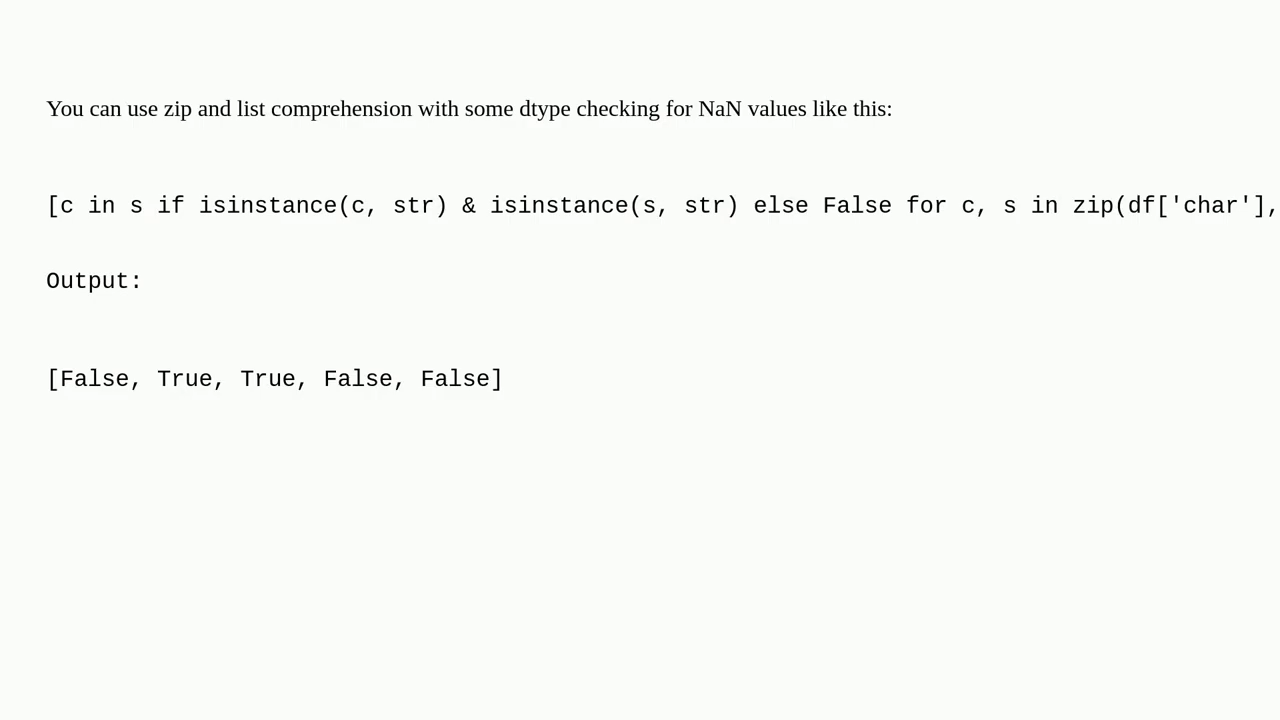 You can use zip and list comprehension with some dtype checking for NaN values like this:
[c in s if isinstance(c, str) & isinstance(s, str) else False for c, s in zip(df['char'],
Output:
[False, True, True, False, False]